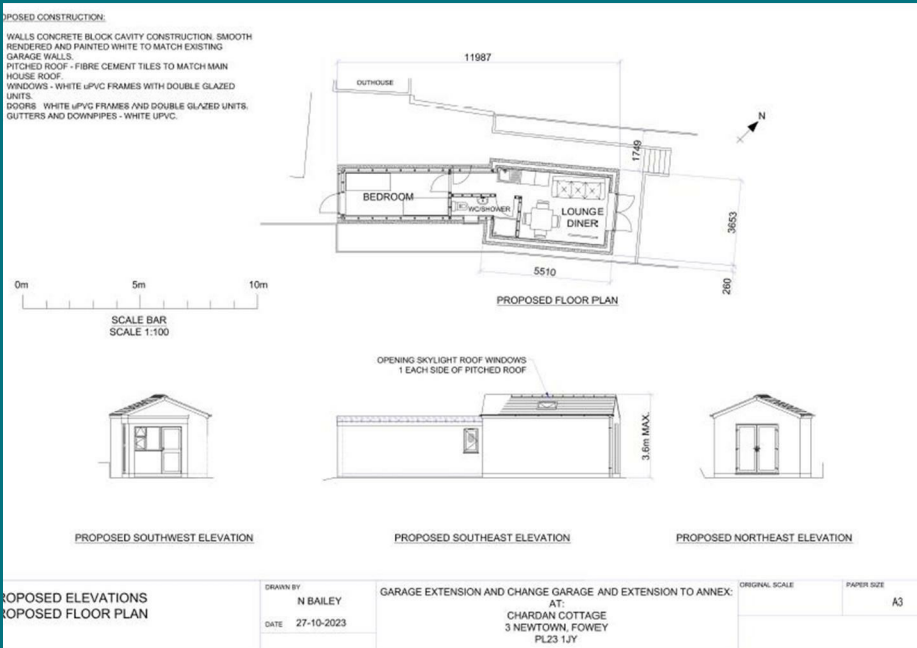 OPOSED CONSTRUCTION:
WALLS CONCRETE BLOCK CAVITY CONSTRUCTION. SMOOTH
RENDERED AND PAINTED WHITE TO MATCH EXISTING
GARAGE WALLS.
PITCHED ROOF - FIBRE CEMENT TILES TO MATCH MAIN
HOUSE ROOF.
WINDOWS - WHITE uPVC FRAMES WITH DOUBLE GLAZED
UNITS.
DOORS WHITE uPVC FRAMES AND DOUBLE GLAZED UNITS.
GUTTERS AND DOWNPIPES - WHITE UPVC.
11987
OUTHOUSE
N
1749
BEDROOM
WC/SHOWER
LOUNGE
DINER
3653
5510
260
PROPOSED FLOOR PLAN
0m 5m 10m
SCALE BAR
SCALE 1:100
OPENING SKYLIGHT ROOF WINDOWS
1 EACH SIDE OF PITCHED ROOF
3.6m MAX.
PROPOSED SOUTHWEST ELEVATION
PROPOSED SOUTHEAST ELEVATION
PROPOSED NORTHEAST ELEVATION
ROPOSED ELEVATIONS
ROPOSED FLOOR PLAN
DRAWN BY
N BAILEY
DATE 27-10-2023
GARAGE EXTENSION AND CHANGE GARAGE AND EXTENSION TO ANNEX:
AT:
CHARDAN COTTAGE
3 NEWTOWN, FOWEY
PL23 1JY
ORIGINAL SCALE
PAPER SIZE
A3